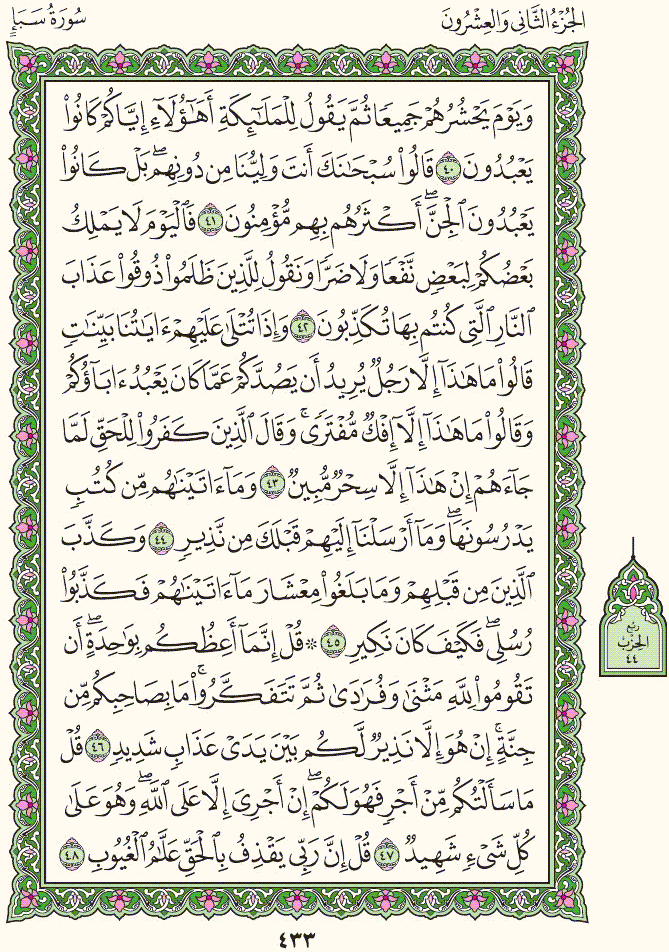 الجُزْءُ الثَّانِي وَالعِشْرُونَ
سُورَةُ سَبَإٍ
وَيَوْمَ يَحْشُرُهُمْ جَمِيعًا ثُمَّ يَقُولُ لِلْمَلَٰٓئِكَةِ أَهَٰٓؤُلَآءِ إِيَّاكُمْ كَانُوا۟
يَعْبُدُونَ ٤٠ قَالُوا۟ سُبْحَٰنَكَ أَنتَ وَلِيُّنَا مِن دُونِهِم ۖ بَلْ كَانُوا۟
يَعْبُدُونَ ٱلْجِنَّ ۖ أَكْثَرُهُم بِهِم مُّؤْمِنُونَ ٤١ فَٱلْيَوْمَ لَا يَمْلِكُ
بَعْضُكُمْ لِبَعْضٍ نَّفْعًا وَلَا ضَرًّا وَنَقُولُ لِلَّذِينَ ظَلَمُوا۟ ذُوقُوا۟ عَذَابَ
ٱلنَّارِ ٱلَّتِى كُنتُم بِهَا تُكَذِّبُونَ ٤٢ وَإِذَا تُتْلَىٰ عَلَيْهِمْ ءَايَٰتُنَا بَيِّنَٰتٍ
قَالُوا۟ مَا هَٰذَآ إِلَّا رَجُلٌ يُرِيدُ أَن يَصُدَّكُمْ عَمَّا كَانَ يَعْبُدُ ءَابَآؤُكُمْ
وَقَالُوا۟ مَا هَٰذَآ إِلَّآ إِفْكٌ مُّفْتَرًى ۚ وَقَالَ ٱلَّذِينَ كَفَرُوا۟ لِلْحَقِّ لَمَّا
جَآءَهُمْ إِنْ هَٰذَآ إِلَّا سِحْرٌ مُّبِينٌ ٤٣ وَمَآ ءَاتَيْنَٰهُم مِّن كُتُبٍ
يَدْرُسُونَهَا ۖ وَمَآ أَرْسَلْنَآ إِلَيْهِمْ قَبْلَكَ مِن نَّذِيرٍ ٤٤ وَكَذَّبَ
ٱلَّذِينَ مِن قَبْلِهِمْ وَمَا بَلَغُوا۟ مِعْشَارَ مَآ ءَاتَيْنَٰهُمْ فَكَذَّبُوا۟
رُسُلِى ۖ فَكَيْفَ كَانَ نَكِيرِ ٤٥ ۞ قُلْ إِنَّمَآ أَعِظُكُم بِوَٰحِدَةٍ ۖ أَن
تَقُومُوا۟ لِلَّهِ مَثْنَىٰ وَفُرَٰدَىٰ ثُمَّ تَتَفَكَّرُوا۟ ۚ مَا بِصَاحِبِكُم مِّن
جِنَّةٍ ۚ إِنْ هُوَ إِلَّا نَذِيرٌ لَّكُم بَيْنَ يَدَىْ عَذَابٍ شَدِيدٍ ٤٦ قُلْ
مَا سَأَلْتُكُم مِّنْ أَجْرٍ فَهُوَ لَكُمْ ۖ إِنْ أَجْرِىَ إِلَّا عَلَى ٱللَّهِ ۖ وَهُوَ عَلَىٰ
كُلِّ شَىْءٍ شَهِيدٌ ٤٧ قُلْ إِنَّ رَبِّى يَقْذِفُ بِٱلْحَقِّ عَلَّٰمُ ٱلْغُيُوبِ ٤٨
ربع
الحزب
٤٤
٤٣٣